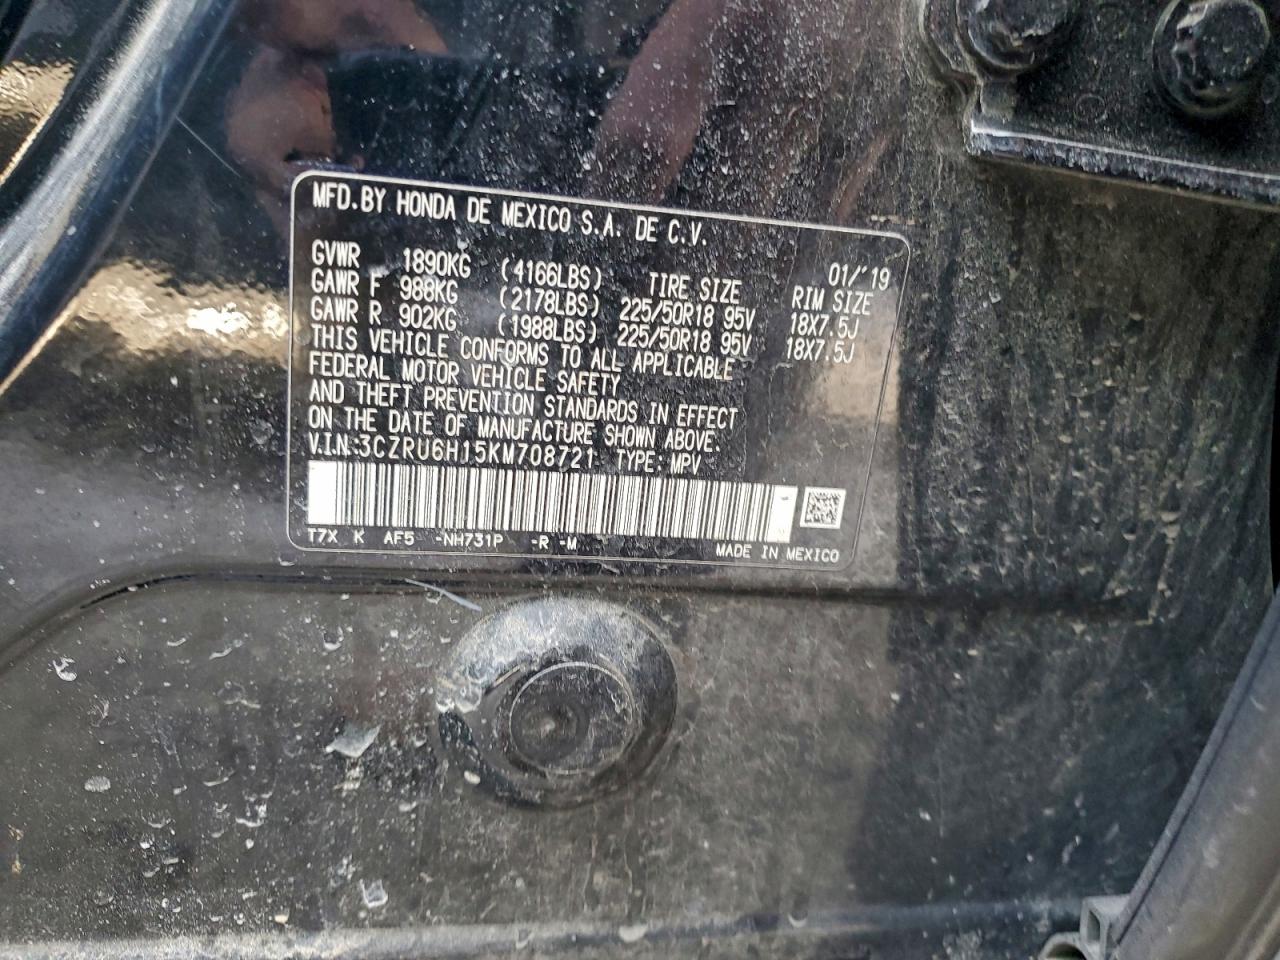 MFD.BY HONDA DE MEXICO S.A. DE C.V.
01/'19
GVWR 1890KG (4166LBS) TIRE SIZE RIM SIZE
GAWR F 988KG (2178LBS) 225/50R18 95V 18X7.5J
GAWR R 902KG (1988LBS) 225/50R18 95V 18X7.5J
THIS VEHICLE CONFORMS TO ALL APPLICABLE
FEDERAL MOTOR VEHICLE SAFETY
AND THEFT PREVENTION STANDARDS IN EFFECT
ON THE DATE OF MANUFACTURE SHOWN ABOVE.
V.I.N:3CZRU6H15KM708721 TYPE: MPV
T7X K AF5 -NH731P -R -M MADE IN MEXICO